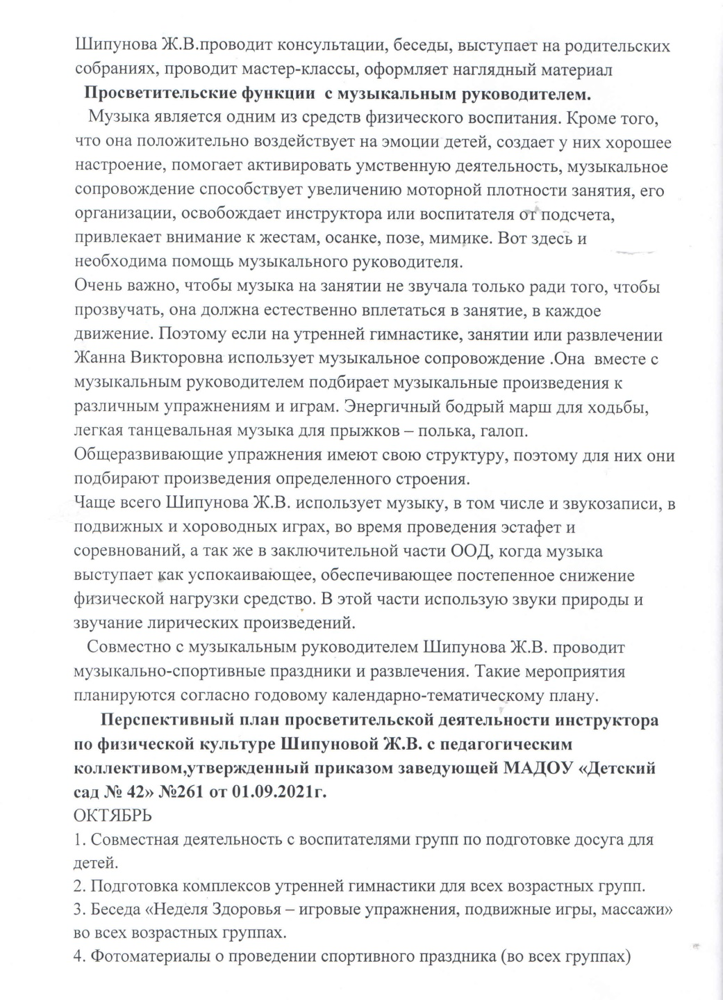 Шипунова Ж.В.проводит консультации, беседы, выступает на родительских
собраниях, проводит мастер-классы, оформляет наглядный материал
Просветительские функции с музыкальным руководителем.
Музыка является одним из средств физического воспитания. Кроме того,
что она положительно воздействует на эмоции детей, создает у них хорошее
настроение, помогает активировать умственную деятельность, музыкальное
сопровождение способствует увеличению моторной плотности занятия, его
организации, освобождает инструктора или воспитателя от подсчета,
привлекает внимание к жестам, осанке, позе, мимике. Вот здесь и
необходима помощь музыкального руководителя.
Очень важно, чтобы музыка на занятии не звучала только ради того, чтобы
прозвучать, она должна естественно вплетаться в занятие, в каждое
движение. Поэтому если на утренней гимнастике, занятии или развлечении
Жанна Викторовна использует музыкальное сопровождение .Она вместе с
музыкальным руководителем подбирает музыкальные произведения к
различным упражнениям и играм. Энергичный бодрый марш для ходьбы,
легкая танцевальная музыка для прыжков – полька, галоп.
Общеразвивающие упражнения имеют свою структуру, поэтому для них они
подбирают произведения определенного строения.
Чаще всего Шипунова Ж.В. использует музыку, в том числе и звукозаписи, в
подвижных и хороводных играх, во время проведения эстафет и
соревнований, а так же в заключительной части ООД, когда музыка
выступает как успокаивающее, обеспечивающее постепенное снижение
физической нагрузки средство. В этой части использую звуки природы и
звучание лирических произведений.
Совместно с музыкальным руководителем Шипунова Ж.В. проводит
музыкально-спортивные праздники и развлечения. Такие мероприятия
планируются согласно годовому календарно-тематическому плану.
Перспективный план просветительской деятельности инструктора
по физической культуре Шипуновой Ж.В. с педагогическим
коллективом,утвержденный приказом заведующей МАДОУ «Детский
сад № 42» №261 от 01.09.2021г.
ОКТЯБРЬ
1. Совместная деятельность с воспитателями групп по подготовке досуга для
детей.
2. Подготовка комплексов утренней гимнастики для всех возрастных групп.
3. Беседа «Неделя Здоровья – игровые упражнения, подвижные игры, массажи»
во всех возрастных группах.
4. Фотоматериалы о проведении спортивного праздника (во всех группах)